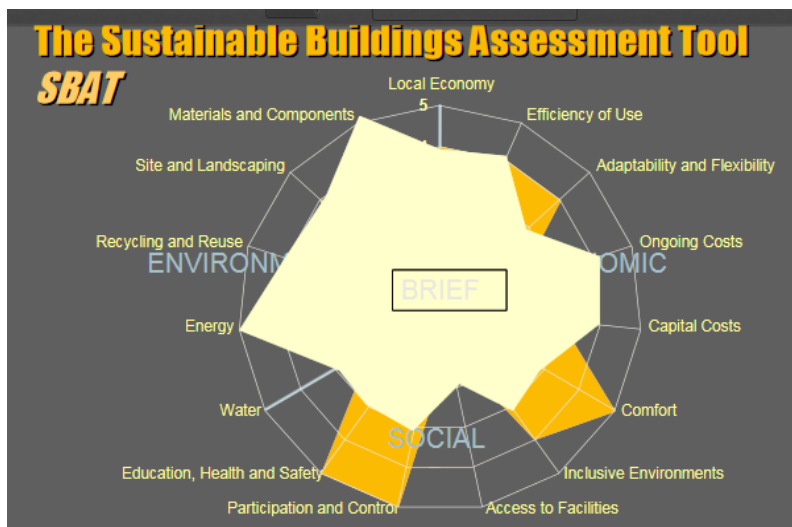 The Sustainable Buildings Assessment Tool
SBAT
Local Economy
5
Materials and Components
Efficiency of Use
Site and Landscaping
Adaptability and Flexibility
Recycling and Reuse
Ongoing Costs
ENVIRONM
OMIC
BRIEF
Energy
Capital Costs
Water
Comfort
SOCIAL
Education, Health and Safety
Inclusive Environments
Participation and Control
Access to Facilities